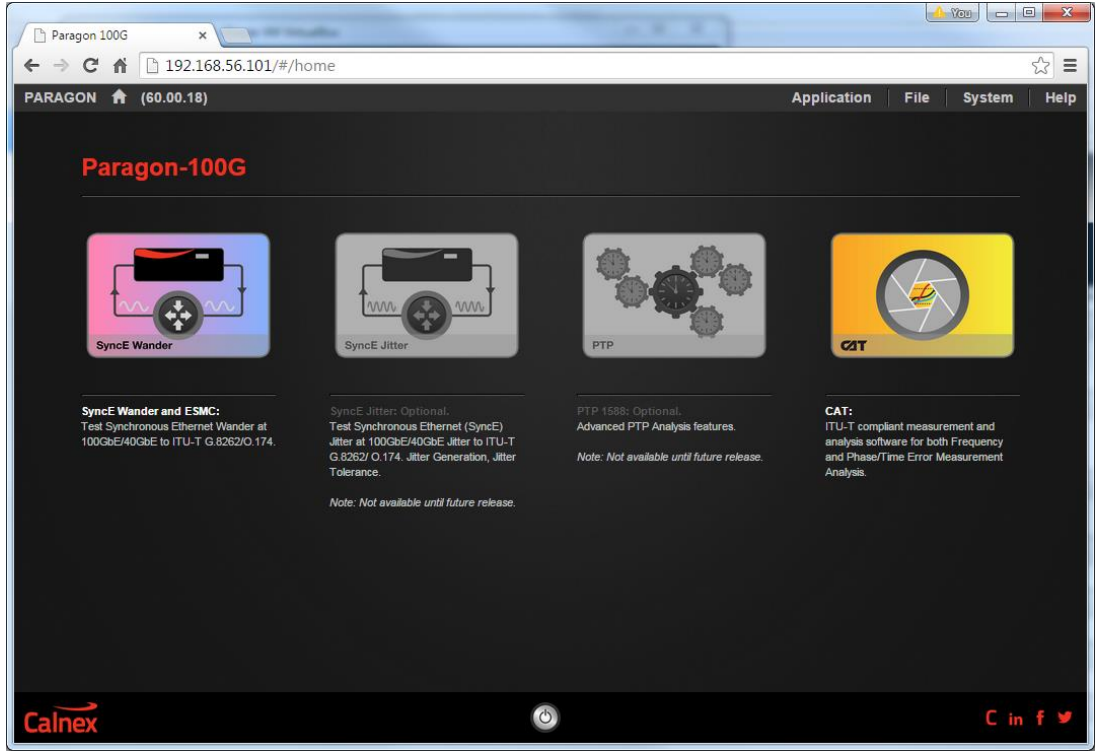 You
Paragon 100G
192.168.56.101/#/home
PARAGON (60.00.18) Application File System Help
Paragon-100G
SyncE Wander
SyncE Jitter
PTP
CAT
SyncE Wander and ESMC:
Test Synchronous Ethernet Wander at
100GbE/40GbE to ITU-T G.8262/O.174.
SyncE Jitter: Optional.
Test Synchronous Ethernet (SyncE)
Jitter at 100GbE/40GbE Jitter to ITU-T
G.8262/ O.174. Jitter Generation, Jitter
Tolerance.
Note: Not available until future release.
PTP 1588: Optional.
Advanced PTP Analysis features.
Note: Not available until future release.
CAT:
ITU-T compliant measurement and
analysis software for both Frequency
and Phase/Time Error Measurement
Analysis.
Calnex
C in f